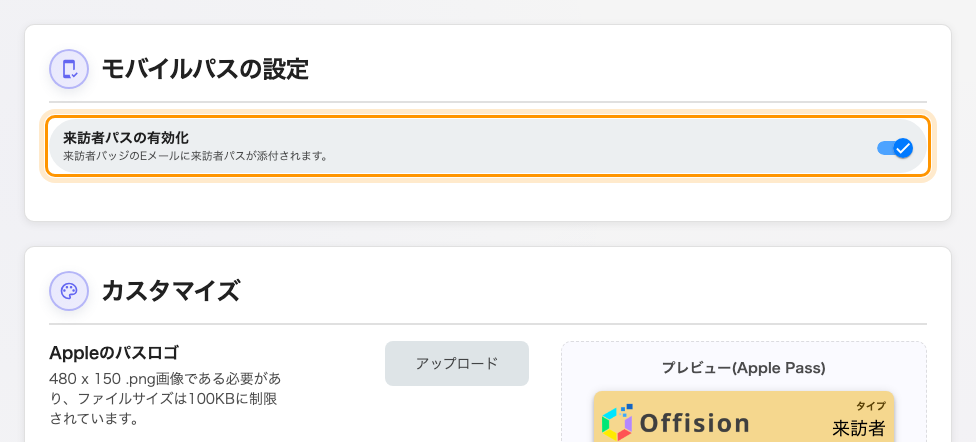 モバイルパスの設定
来訪者パスの有効化
来訪者バッジのEメールに来訪者パスが添付されます。
カスタマイズ
Appleのパスロゴ
480 x 150 .png画像である必要があ
り、ファイルサイズは100KBに制限
されています。
アップロード
プレビュー(Apple Pass)
Offision
タイプ
来訪者